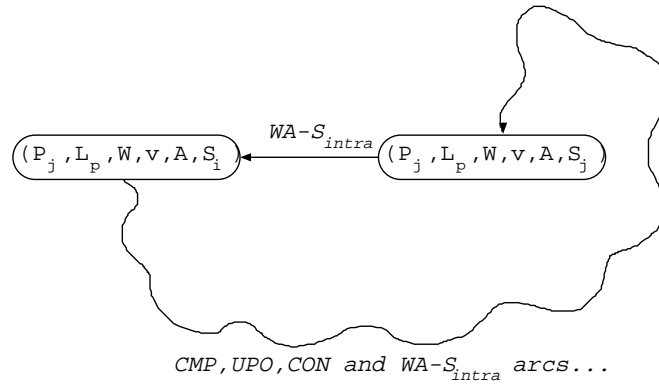 WA-S_intra
(P_j,L_p,W,v,A,S_i) (P_j,L_p,W,v,A,S_j)
CMP,UPO,CON and WA-S_intra arcs...